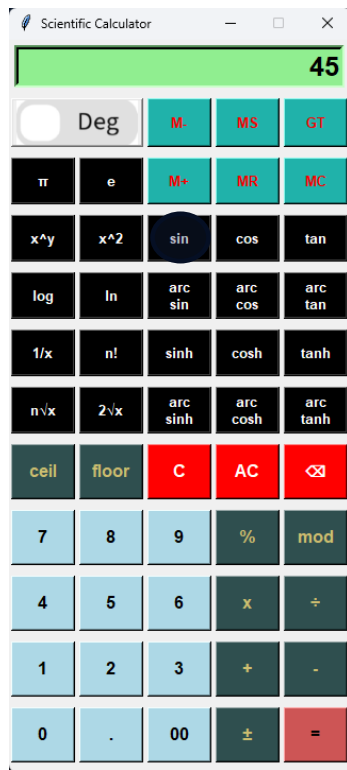 Scientific Calculator
45
Deg M- MS GT
π e M+ MR MC
x^y x^2 sin cos tan
log ln arc sin arc cos arc tan
1/x n! sinh cosh tanh
n√x 2√x arc sinh arc cosh arc tanh
ceil floor C AC ⌫
7 8 9 % mod
4 5 6 x ÷
1 2 3 + -
0 . 00 ± =